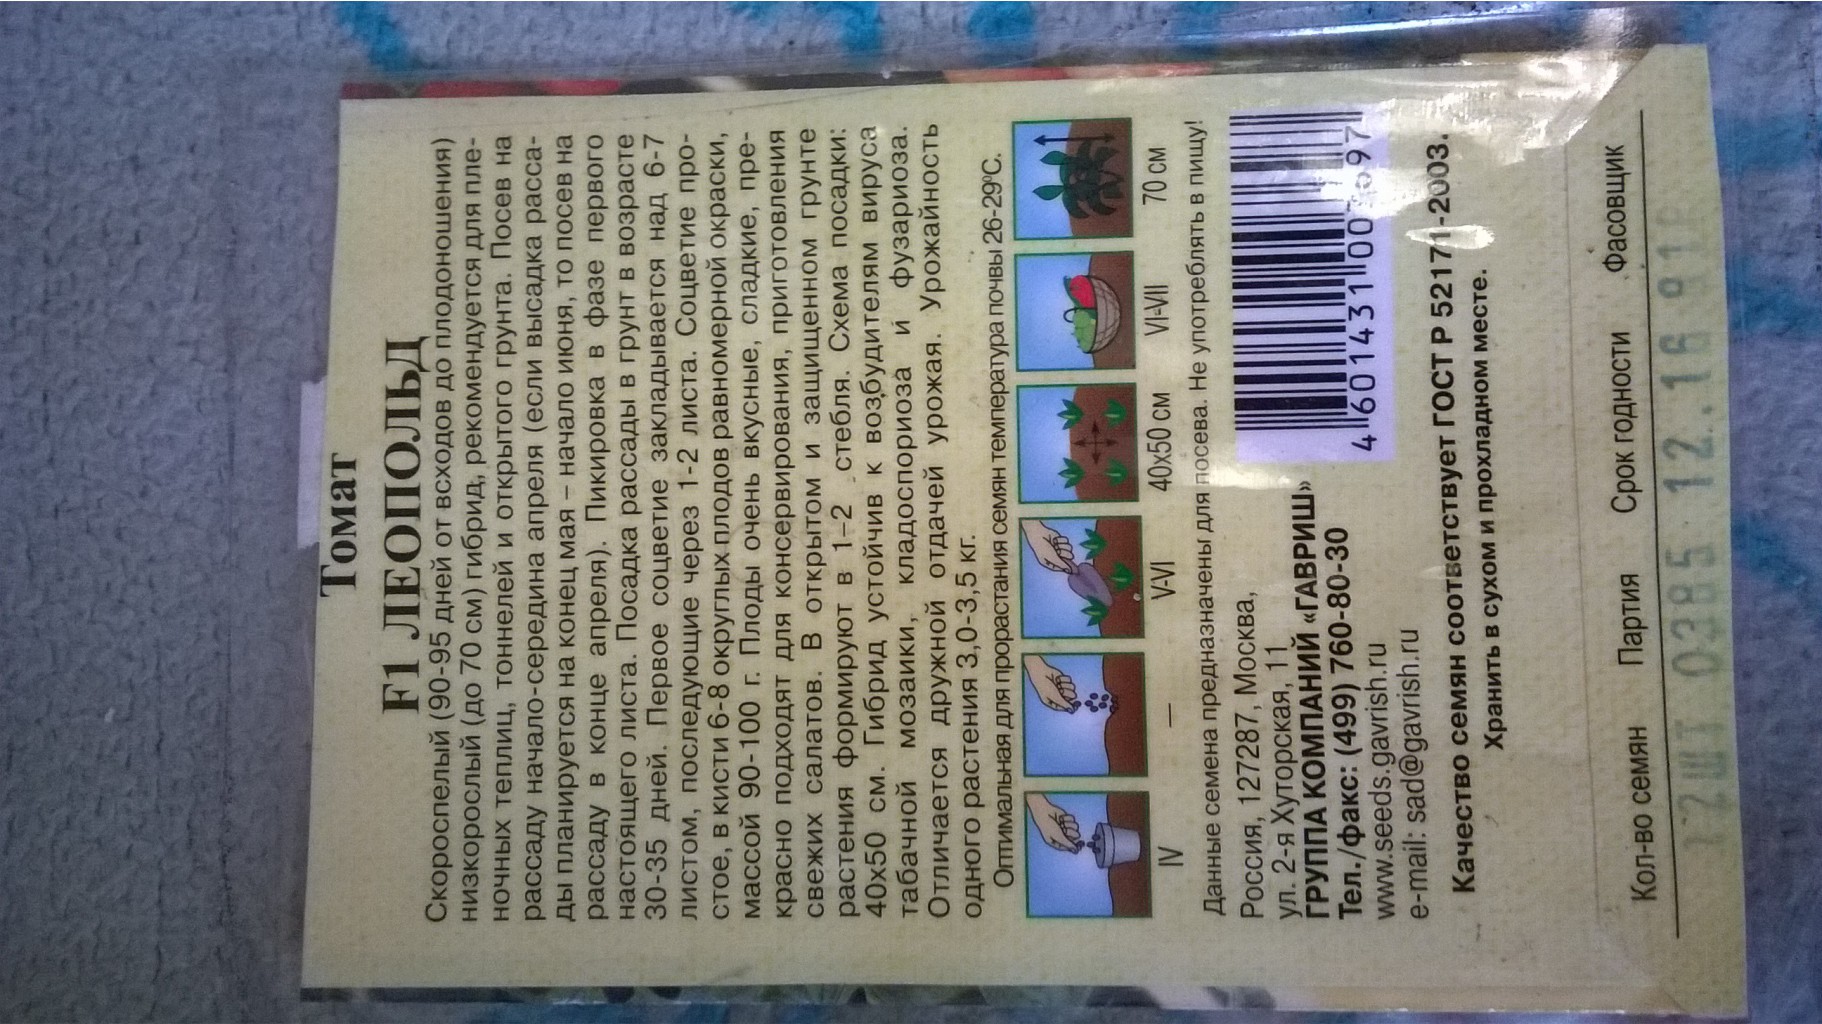 Томат
F1 ЛЕОПОЛЬД
Скороспелый (90-95 дней от всходов до плодоношения)
низкорослый (до 70 см) гибрид, рекомендуется для пле-
ночных теплиц, тоннелей и открытого грунта. Посев на
рассаду начало-середина апреля (если высадка расса-
ды планируется на конец мая – начало июня, то посев на
рассаду в конце апреля). Пикировка в фазе первого
настоящего листа. Посадка рассады в грунт в возрасте
30-35 дней. Первое соцветие закладывается над 6-7
листом, последующие через 1-2 листа. Соцветие про-
стое, в кисти 6-8 округлых плодов равномерной окраски,
массой 90-100 г. Плоды очень вкусные, сладкие, пре-
красно подходят для консервирования, приготовления
свежих салатов. В открытом и защищенном грунте
растения формируют в 1–2 стебля. Схема посадки:
40х50 см. Гибрид устойчив к возбудителям вируса
табачной мозаики, кладоспориоза и фузариоза.
Отличается дружной отдачей урожая. Урожайность
одного растения 3,0-3,5 кг.
Оптимальная для прорастания семян температура почвы 26-29ºС.
IV — V-VI 40х50 см VI-VII 70 см
Данные семена предназначены для посева. Не употреблять в пищу!
Россия, 127287, Москва,
ул. 2-я Хуторская, 11
ГРУППА КОМПАНИЙ «ГАВРИШ»
Тел./факс: (499) 760-80-30
www.seeds.gavrish.ru
e-mail: sad@gavrish.ru
Качество семян соответствует ГОСТ Р 52171-2003.
Хранить в сухом и прохладном месте.
Кол-во семян Партия Срок годности Фасовщик
12ШТ 0385 12.16